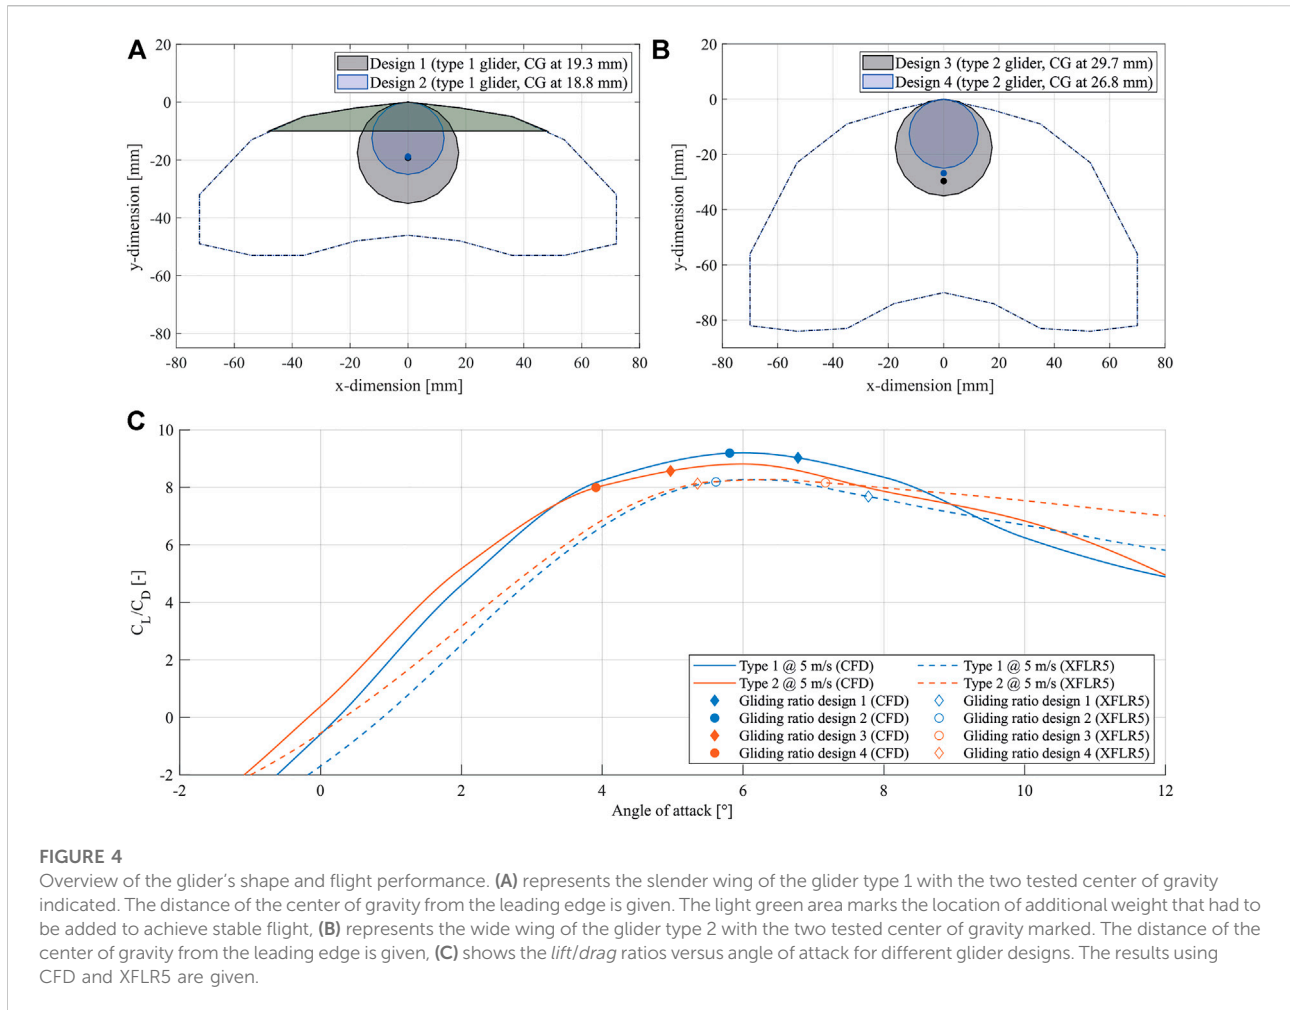 A
Design 1 (type 1 glider, CG at 19.3 mm)
Design 2 (type 1 glider, CG at 18.8 mm)
20
0
-20
-40
-60
-80
y-dimension [mm]
-80 -60 -40 -20 0 20 40 60 80
x-dimension [mm]
B
Design 3 (type 2 glider, CG at 29.7 mm)
Design 4 (type 2 glider, CG at 26.8 mm)
20
0
-20
-40
-60
-80
y-dimension [mm]
-80 -60 -40 -20 0 20 40 60 80
x-dimension [mm]
C
10
8
6
4
2
0
-2
C_L/C_D [-]
-2 0 2 4 6 8 10 12
Angle of attack [°]
Type 1 @ 5 m/s (CFD)
Type 2 @ 5 m/s (CFD)
Gliding ratio design 1 (CFD)
Gliding ratio design 2 (CFD)
Gliding ratio design 3 (CFD)
Gliding ratio design 4 (CFD)
Type 1 @ 5 m/s (XFLR5)
Type 2 @ 5 m/s (XFLR5)
Gliding ratio design 1 (XFLR5)
Gliding ratio design 2 (XFLR5)
Gliding ratio design 3 (XFLR5)
Gliding ratio design 4 (XFLR5)
FIGURE 4
Overview of the glider's shape and flight performance. (A) represents the slender wing of the glider type 1 with the two tested center of gravity
indicated. The distance of the center of gravity from the leading edge is given. The light green area marks the location of additional weight that had to
be added to achieve stable flight, (B) represents the wide wing of the glider type 2 with the two tested center of gravity marked. The distance of the
center of gravity from the leading edge is given, (C) shows the lift/drag ratios versus angle of attack for different glider designs. The results using
CFD and XFLR5 are given.